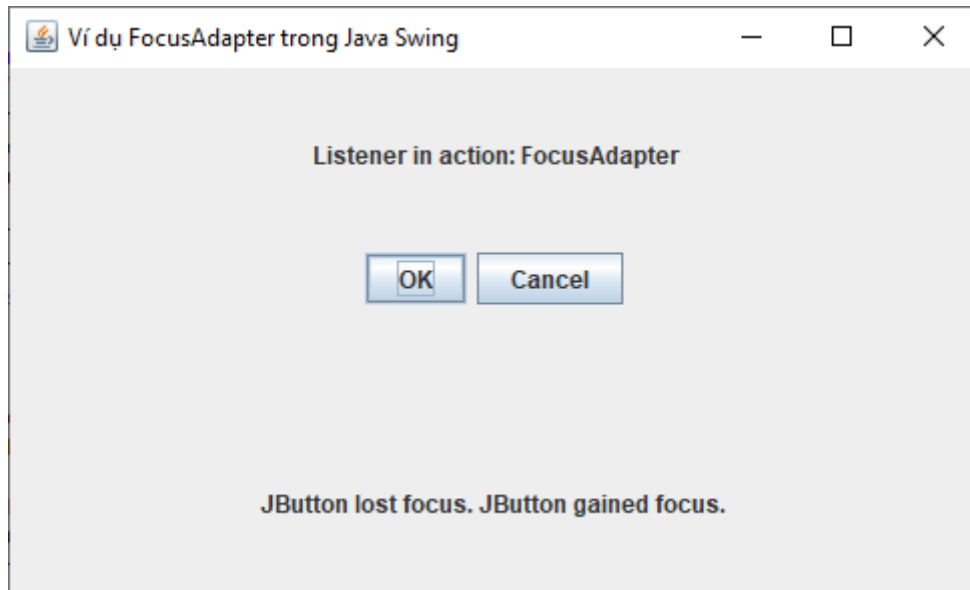 Ví dụ FocusAdapter trong Java Swing
Listener in action: FocusAdapter
OK Cancel
JButton lost focus. JButton gained focus.